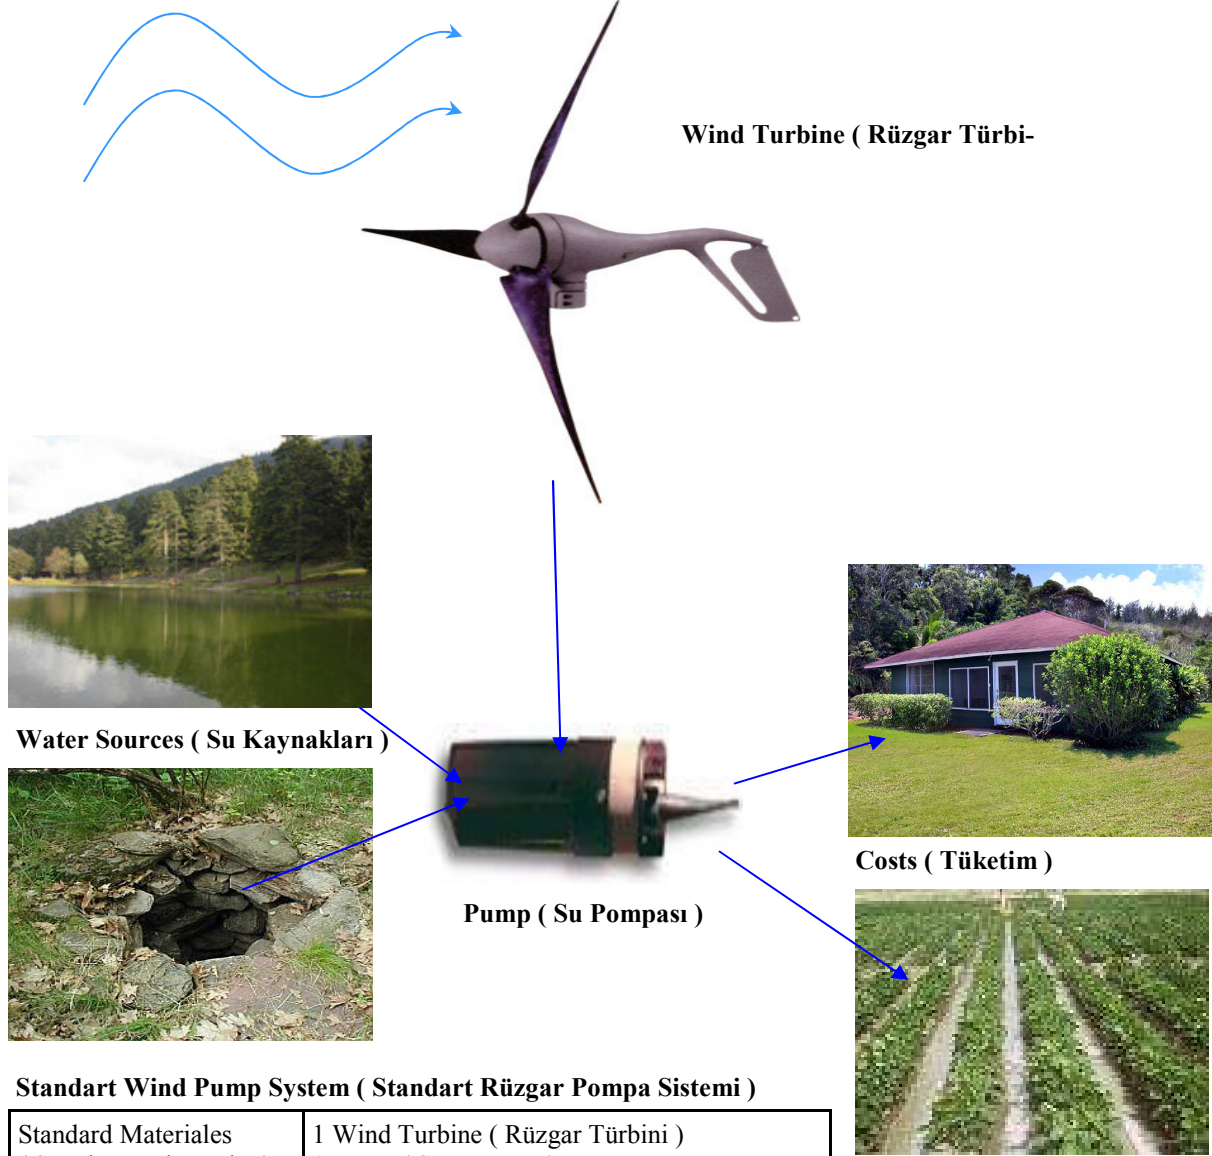 Wind Turbine ( Rüzgar Türbi-
Water Sources ( Su Kaynakları )
Costs ( Tüketim )
Pump ( Su Pompası )
Standart Wind Pump System ( Standart Rüzgar Pompa Sistemi )
Standard Materiales
1 Wind Turbine ( Rüzgar Türbini )